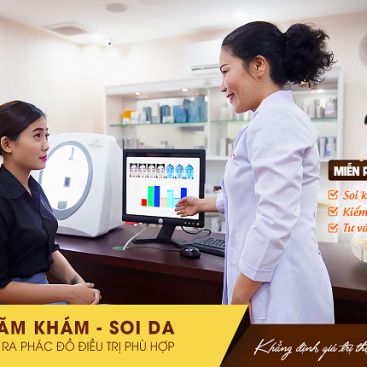 MIỄN P
Soi k
Kiểm
Tư vấ
ĂM KHÁM - SOI DA
RA PHÁC ĐỒ ĐIỀU TRỊ PHÙ HỢP
Khẳng định giá trị th